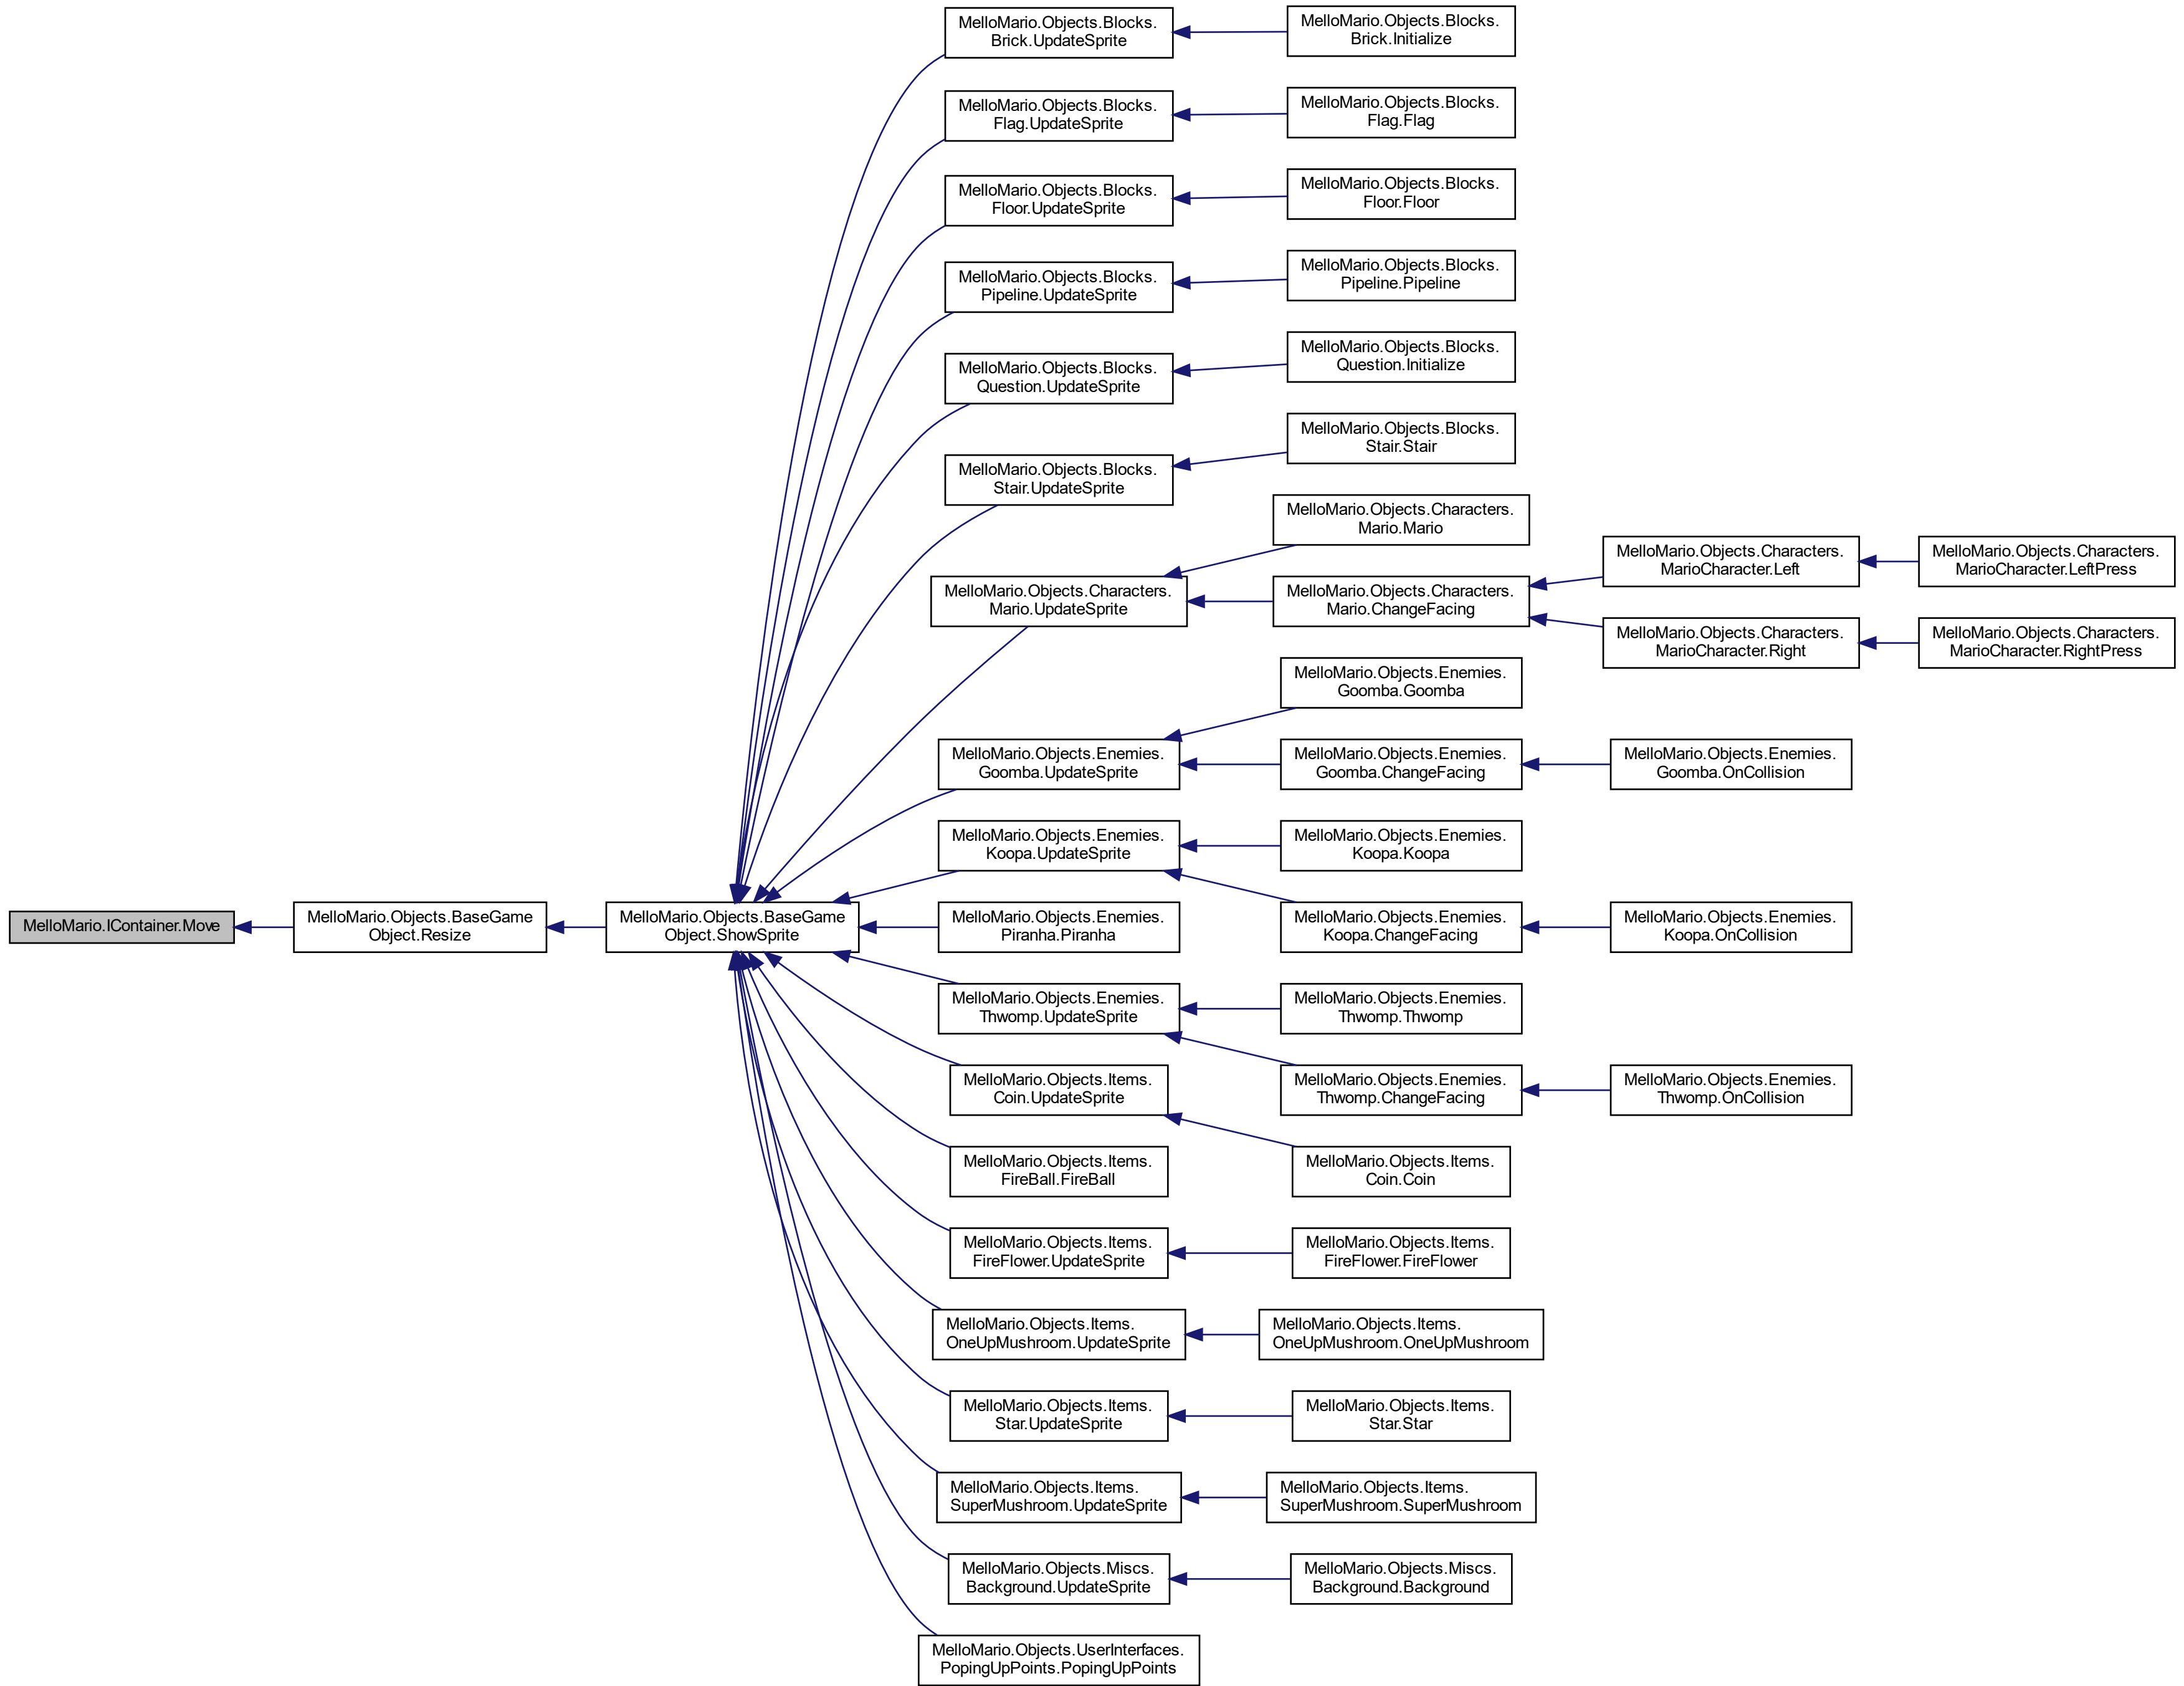 MelloMario.IContainer.Move
MelloMario.Objects.BaseGame
Object.Resize
MelloMario.Objects.BaseGame
Object.ShowSprite
MelloMario.Objects.Blocks.
Brick.UpdateSprite
MelloMario.Objects.Blocks.
Brick.Initialize
MelloMario.Objects.Blocks.
Flag.UpdateSprite
MelloMario.Objects.Blocks.
Flag.Flag
MelloMario.Objects.Blocks.
Floor.UpdateSprite
MelloMario.Objects.Blocks.
Floor.Floor
MelloMario.Objects.Blocks.
Pipeline.UpdateSprite
MelloMario.Objects.Blocks.
Pipeline.Pipeline
MelloMario.Objects.Blocks.
Question.UpdateSprite
MelloMario.Objects.Blocks.
Question.Initialize
MelloMario.Objects.Blocks.
Stair.UpdateSprite
MelloMario.Objects.Blocks.
Stair.Stair
MelloMario.Objects.Characters.
Mario.UpdateSprite
MelloMario.Objects.Characters.
Mario.Mario
MelloMario.Objects.Characters.
Mario.ChangeFacing
MelloMario.Objects.Characters.
MarioCharacter.Left
MelloMario.Objects.Characters.
MarioCharacter.LeftPress
MelloMario.Objects.Characters.
MarioCharacter.Right
MelloMario.Objects.Characters.
MarioCharacter.RightPress
MelloMario.Objects.Enemies.
Goomba.UpdateSprite
MelloMario.Objects.Enemies.
Goomba.Goomba
MelloMario.Objects.Enemies.
Goomba.ChangeFacing
MelloMario.Objects.Enemies.
Goomba.OnCollision
MelloMario.Objects.Enemies.
Koopa.UpdateSprite
MelloMario.Objects.Enemies.
Koopa.Koopa
MelloMario.Objects.Enemies.
Koopa.ChangeFacing
MelloMario.Objects.Enemies.
Koopa.OnCollision
MelloMario.Objects.Enemies.
Piranha.Piranha
MelloMario.Objects.Enemies.
Thwomp.UpdateSprite
MelloMario.Objects.Enemies.
Thwomp.Thwomp
MelloMario.Objects.Enemies.
Thwomp.ChangeFacing
MelloMario.Objects.Enemies.
Thwomp.OnCollision
MelloMario.Objects.Items.
Coin.UpdateSprite
MelloMario.Objects.Items.
Coin.Coin
MelloMario.Objects.Items.
FireBall.FireBall
MelloMario.Objects.Items.
FireFlower.UpdateSprite
MelloMario.Objects.Items.
FireFlower.FireFlower
MelloMario.Objects.Items.
OneUpMushroom.UpdateSprite
MelloMario.Objects.Items.
OneUpMushroom.OneUpMushroom
MelloMario.Objects.Items.
Star.UpdateSprite
MelloMario.Objects.Items.
Star.Star
MelloMario.Objects.Items.
SuperMushroom.UpdateSprite
MelloMario.Objects.Items.
SuperMushroom.SuperMushroom
MelloMario.Objects.Miscs.
Background.UpdateSprite
MelloMario.Objects.Miscs.
Background.Background
MelloMario.Objects.UserInterfaces.
PopingUpPoints.PopingUpPoints